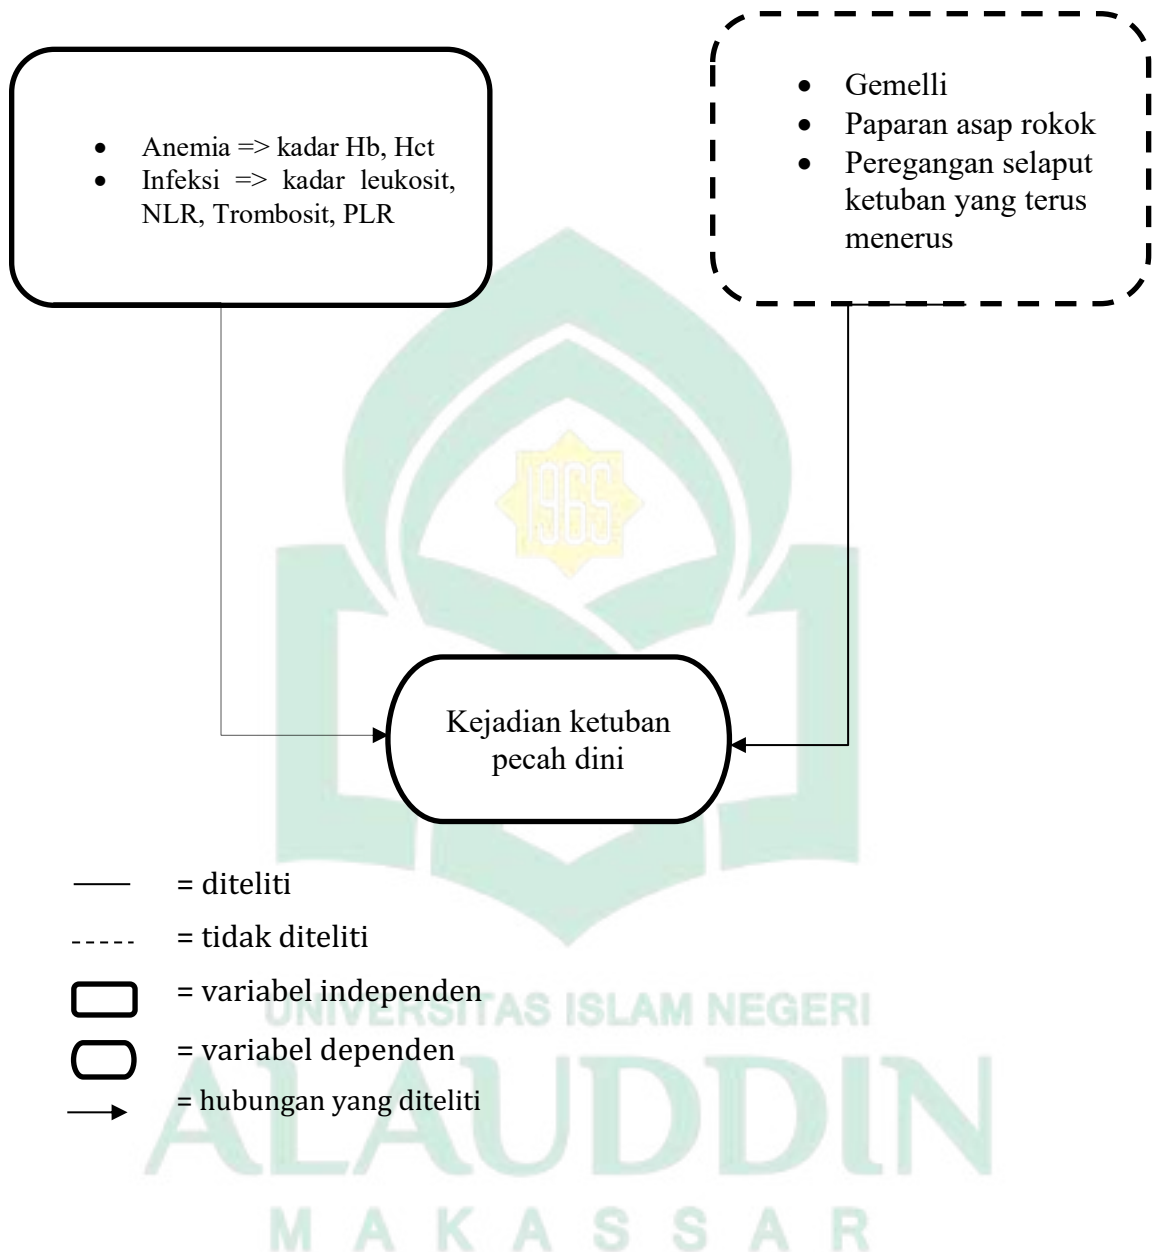 • Anemia => kadar Hb, Hct
• Infeksi => kadar leukosit,
NLR, Trombosit, PLR
• Gemelli
• Paparan asap rokok
• Peregangan selaput
ketuban yang terus
menerus
1965
Kejadian ketuban
pecah dini
= diteliti
= tidak diteliti
= variabel independen
= variabel dependen
= hubungan yang diteliti
UNIVERSITAS ISLAM NEGERI
ALAUDDIN
MAKASSAR